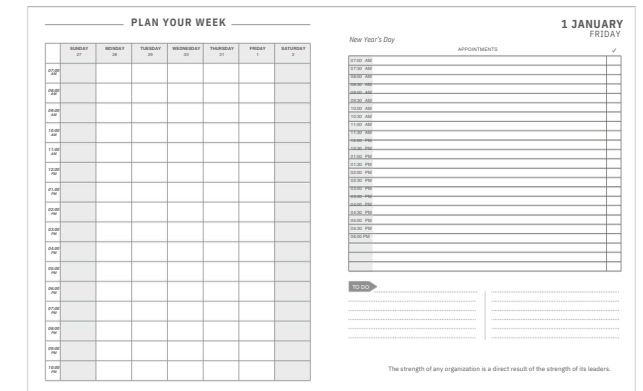 PLAN YOUR WEEK
SUNDAY MONDAY TUESDAY WEDNESDAY THURSDAY FRIDAY SATURDAY
27 28 29 30 31 1 2
07:00 AM
08:00 AM
09:00 AM
10:00 AM
11:00 AM
12:00 PM
01:00 PM
02:00 PM
03:00 PM
04:00 PM
05:00 PM
06:00 PM
07:00 PM
08:00 PM
09:00 PM
10:00 PM
1 JANUARY
FRIDAY
New Year's Day
APPOINTMENTS ✓
07:00 AM
07:30 AM
08:00 AM
08:30 AM
09:00 AM
09:30 AM
10:00 AM
10:30 AM
11:00 AM
11:30 AM
12:00 PM
12:30 PM
01:00 PM
01:30 PM
02:00 PM
02:30 PM
03:00 PM
03:30 PM
04:00 PM
04:30 PM
05:00 PM
05:30 PM
06:00 PM
TO DO
The strength of any organization is a direct result of the strength of its leaders.